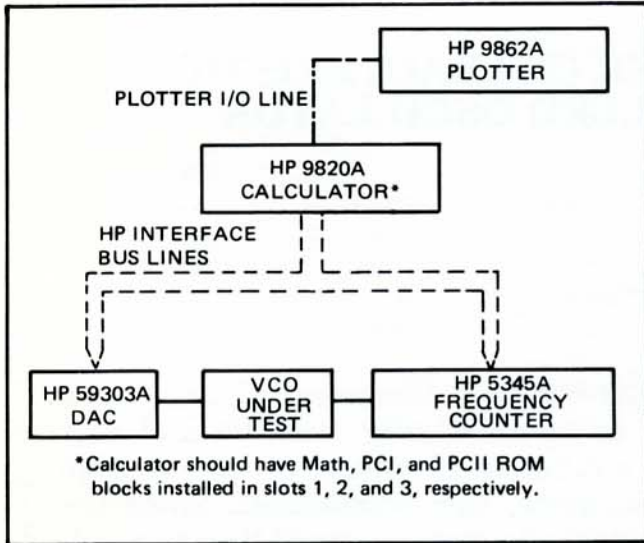 HP 9862A
PLOTTER
PLOTTER I/O LINE
HP 9820A
CALCULATOR*
HP INTERFACE
BUS LINES
HP 59303A
DAC
VCO
UNDER
TEST
HP 5345A
FREQUENCY
COUNTER
*Calculator should have Math, PCI, and PCII ROM
blocks installed in slots 1, 2, and 3, respectively.